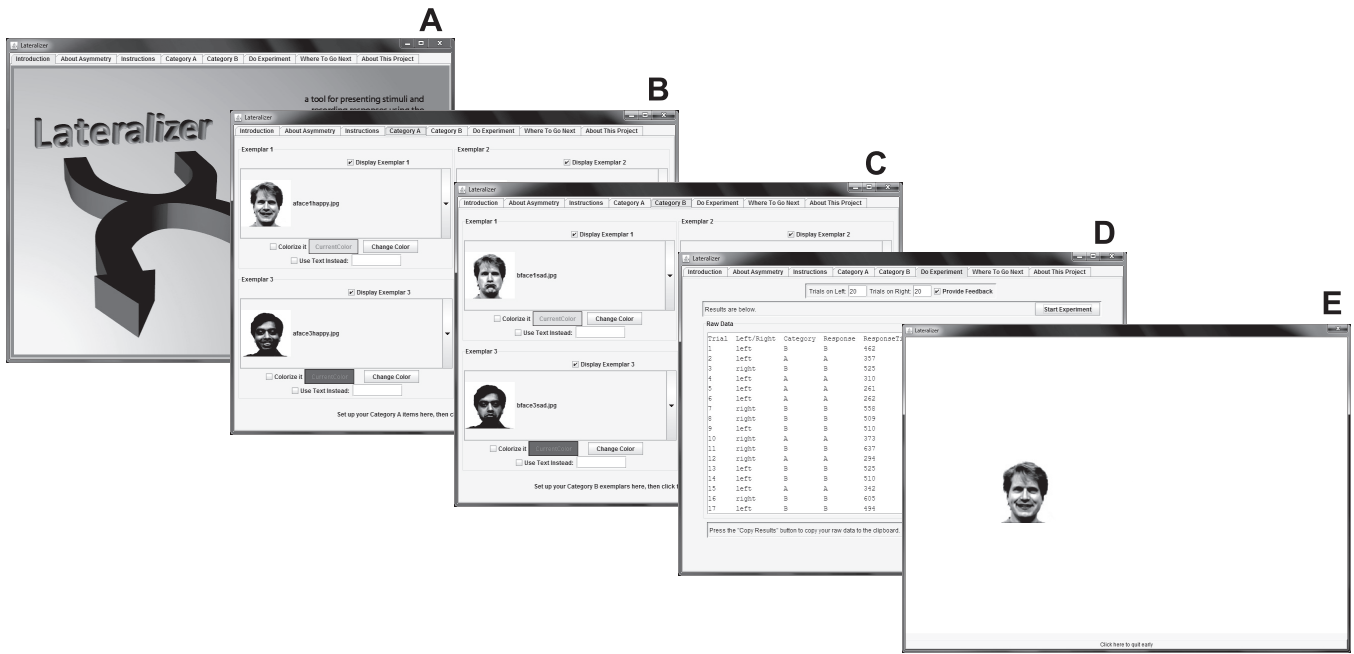 A
Lateralizer
Introduction About Asymmetry Instructions Category A Category B Do Experiment Where To Go Next About This Project
a tool for presenting stimuli and
recording responses using the
Lateralizer
B
Lateralizer
Introduction About Asymmetry Instructions Category A Category B Do Experiment Where To Go Next About This Project
Exemplar 1 Exemplar 2
Display Exemplar 1 Display Exemplar 2
aface1happy.jpg
Colorize it CurrentColor Change Color
Use Text Instead:
Exemplar 3
Display Exemplar 3
aface3happy.jpg
Colorize it CurrentColor Change Color
Use Text Instead:
Set up your Category A items here, then c
C
Lateralizer
Introduction About Asymmetry Instructions Category A Category B Do Experiment Where To Go Next About This Project
Exemplar 1 Exemplar 2
Display Exemplar 1 Display Exemplar 2
bface1sad.jpg
Colorize it CurrentColor Change Color
Use Text Instead:
Exemplar 3
Display Exemplar 3
bface3sad.jpg
Colorize it CurrentColor Change Color
Use Text Instead:
Set up your Category B exemplars here, then click t
D
Lateralizer
Introduction About Asymmetry Instructions Category A Category B Do Experiment Where To Go Next About This Project
Trials on Left: 20 Trials on Right: 20 Provide Feedback
Results are below. Start Experiment
Raw Data
Trial Left/Right Category Response ResponseTi
1 left B B 462
2 left A A 357
3 right B B 525
4 left A A 310
5 left A A 261
6 left A A 262
7 right B B 558
8 right B B 509
9 left B B 510
10 right A A 373
11 right B B 637
12 right A A 294
13 left B B 525
14 left B B 510
15 left A A 342
16 right B B 605
17 left B B 494
Press the "Copy Results" button to copy your raw data to the clipboard.
E
Lateralizer
Click here to quit early